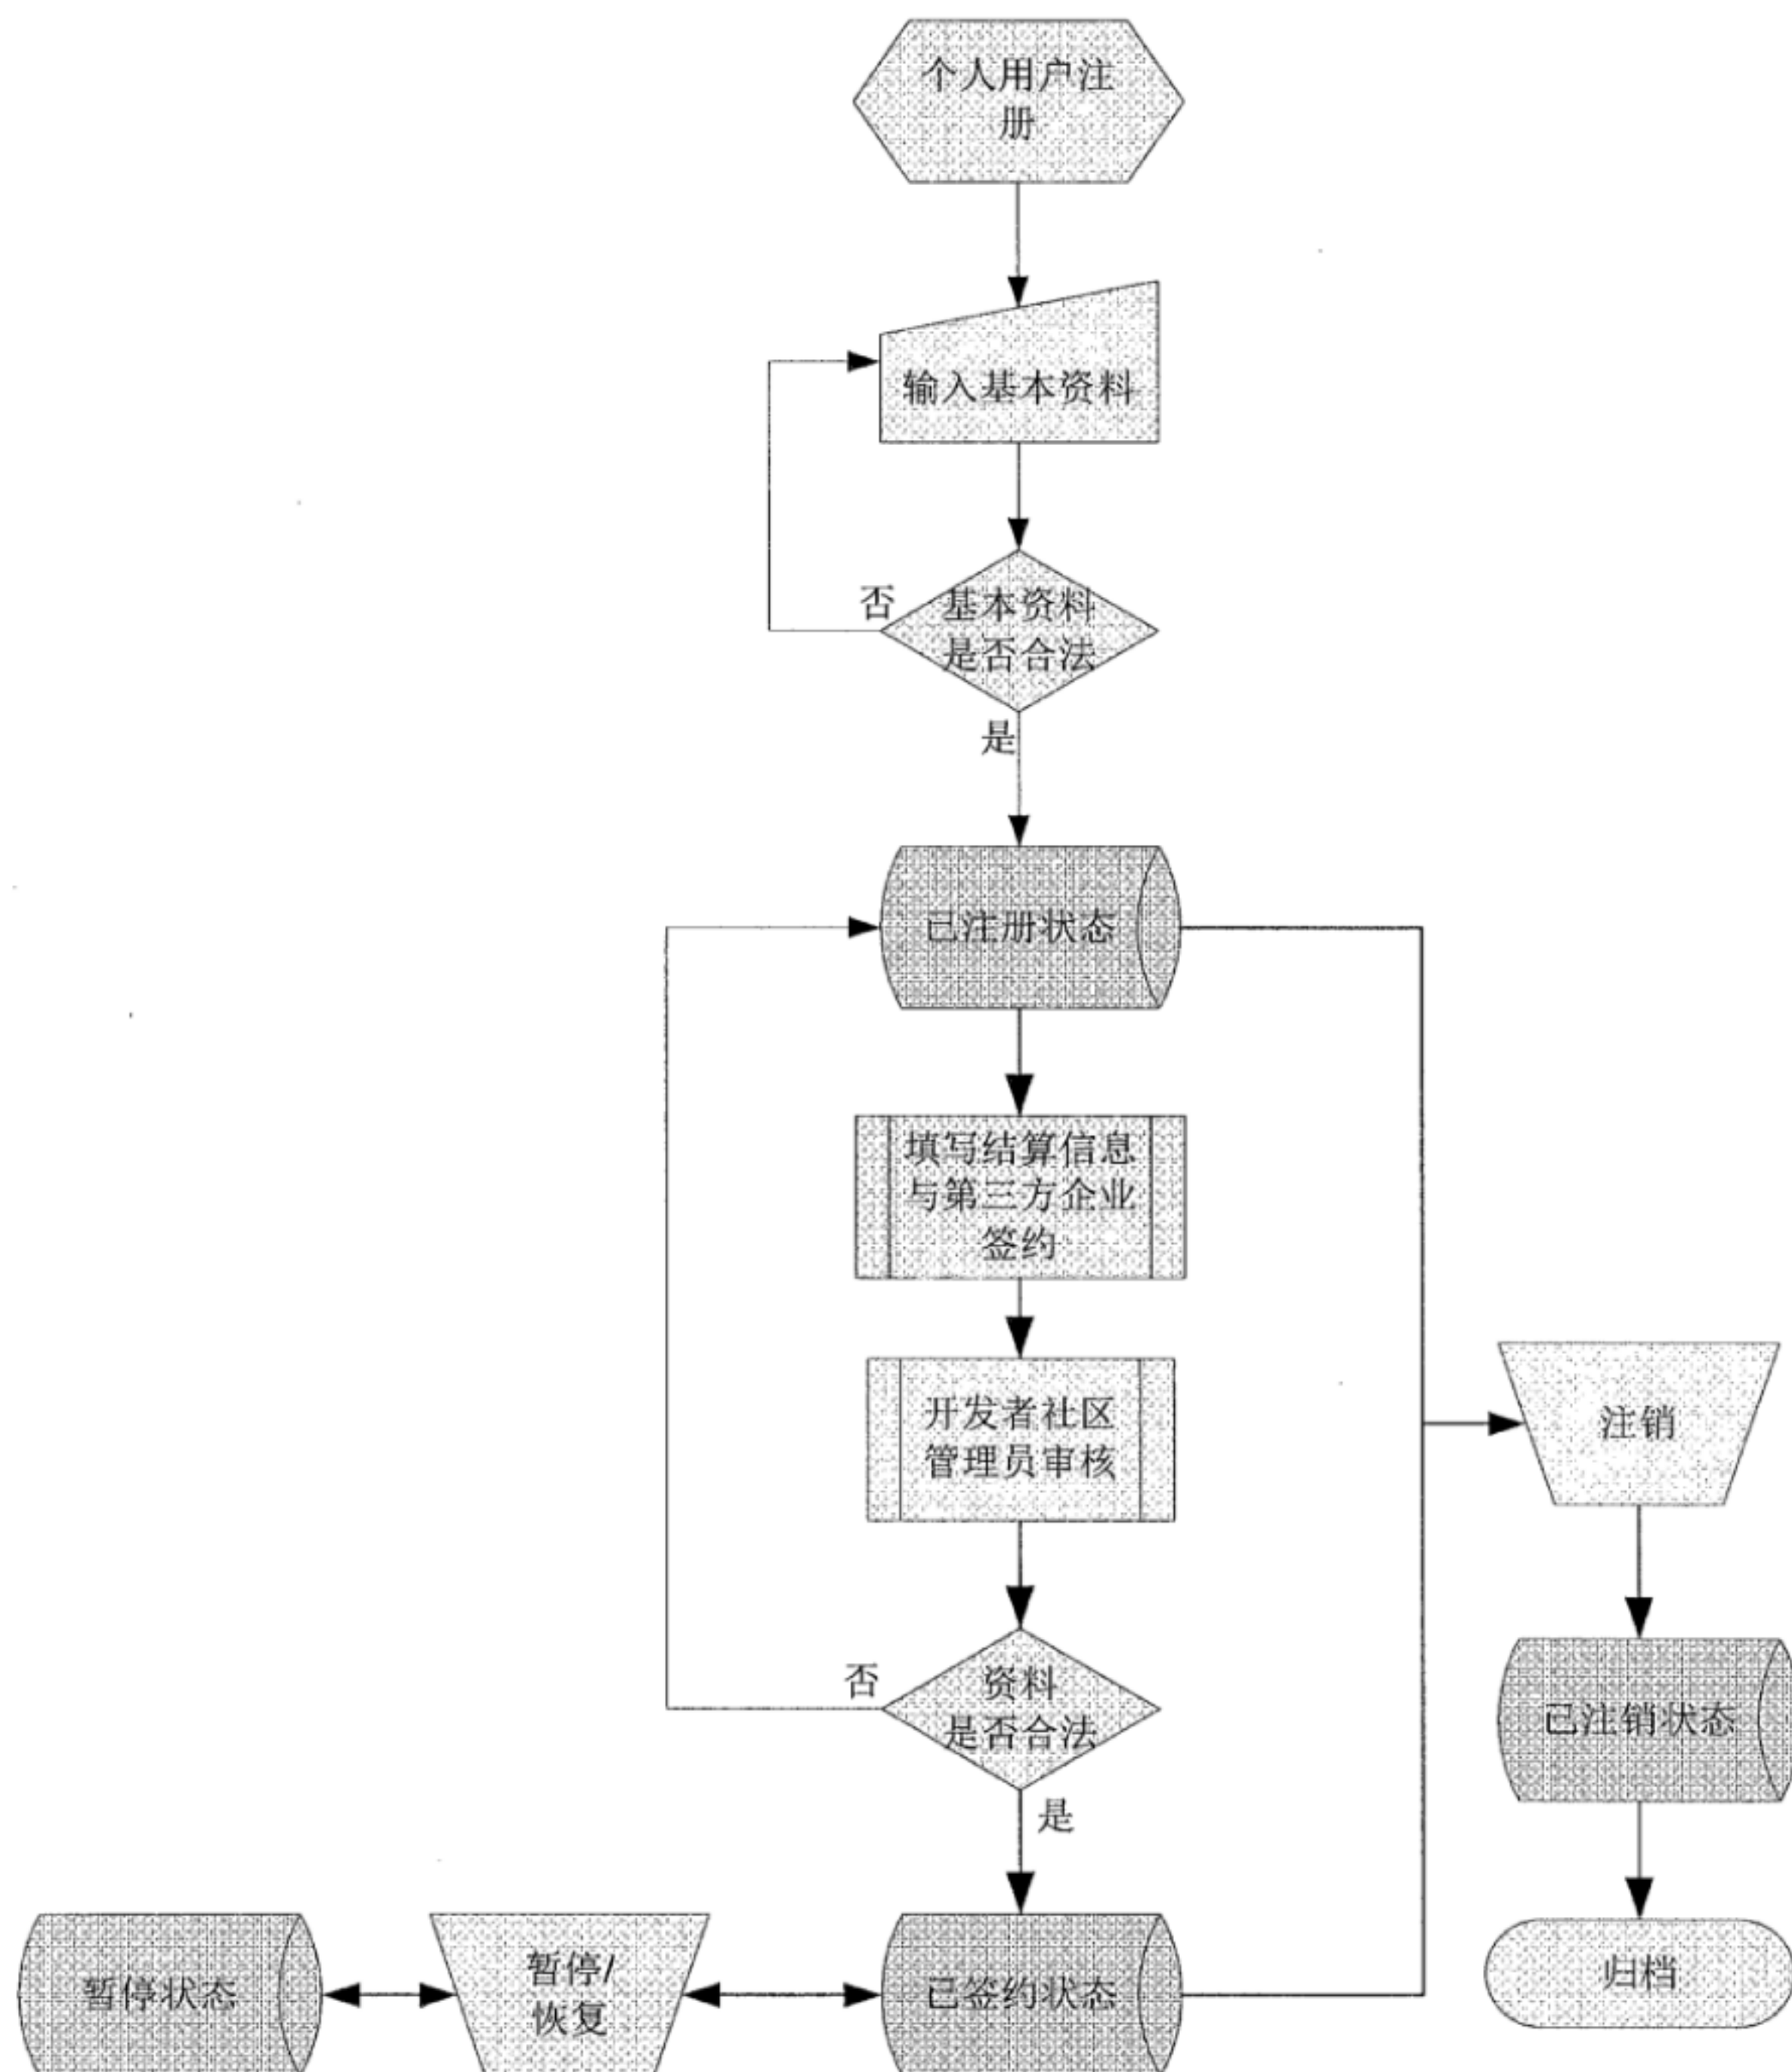 个人用户注
册
输入基本资料
否
基本资料
是否合法
是
已注册状态
填写结算信息
与第三方企业
签约
开发者社区
管理员审核
注销
否
资料
是否合法
已注销状态
是
暂停状态
暂停/
恢复
已签约状态
归档